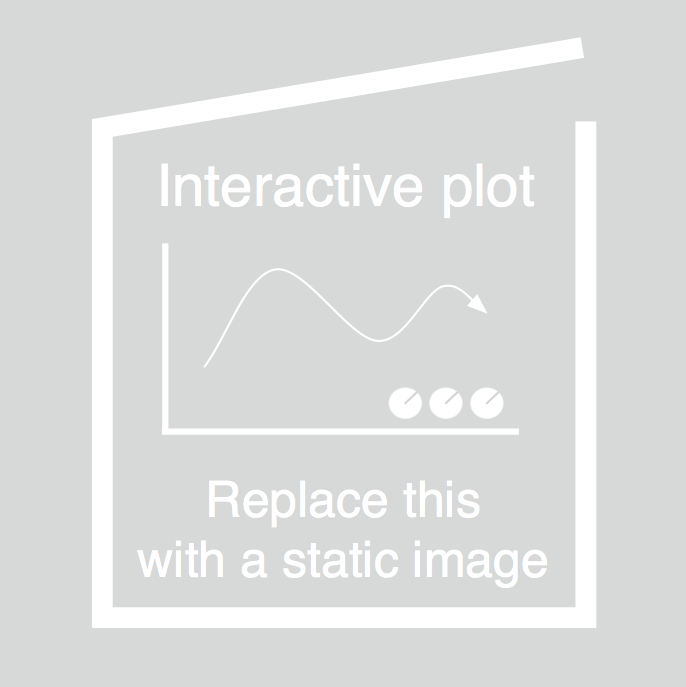 Interactive plot
Replace this
with a static image